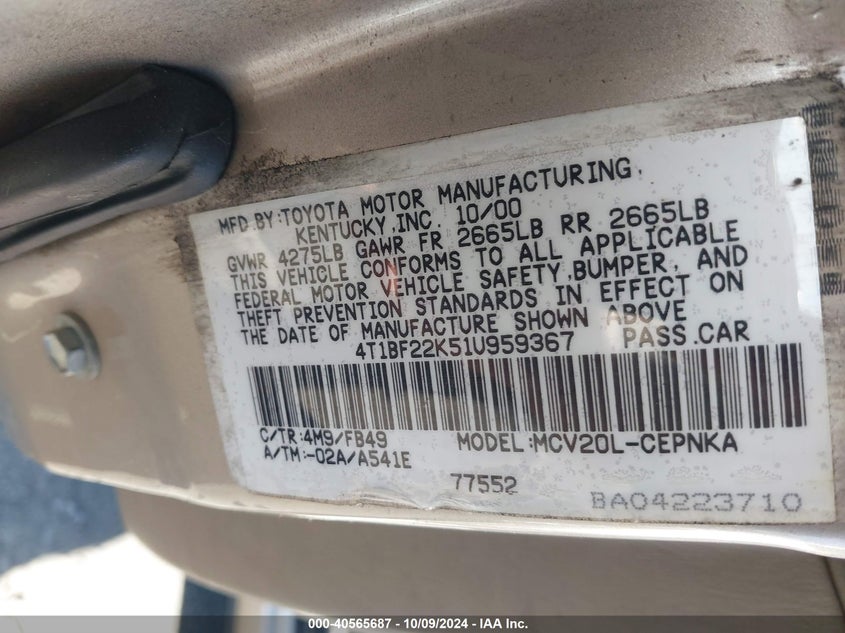 MFD.BY:TOYOTA MOTOR MANUFACTURING,
KENTUCKY,INC. 10/00
GVWR 4275LB GAWR FR 2665LB RR 2665LB
THIS VEHICLE CONFORMS TO ALL APPLICABLE
FEDERAL MOTOR VEHICLE SAFETY,BUMPER, AND
THEFT PREVENTION STANDARDS IN EFFECT ON
THE DATE OF MANUFACTURE SHOWN ABOVE
4T1BF22K51U959367 PASS.CAR
C/TR:4M9/FB49 MODEL:MCV20L-CEPNKA
A/TM:-02A/A541E
77552
BA04223710
000-40565687 - 10/09/2024 - IAA Inc.